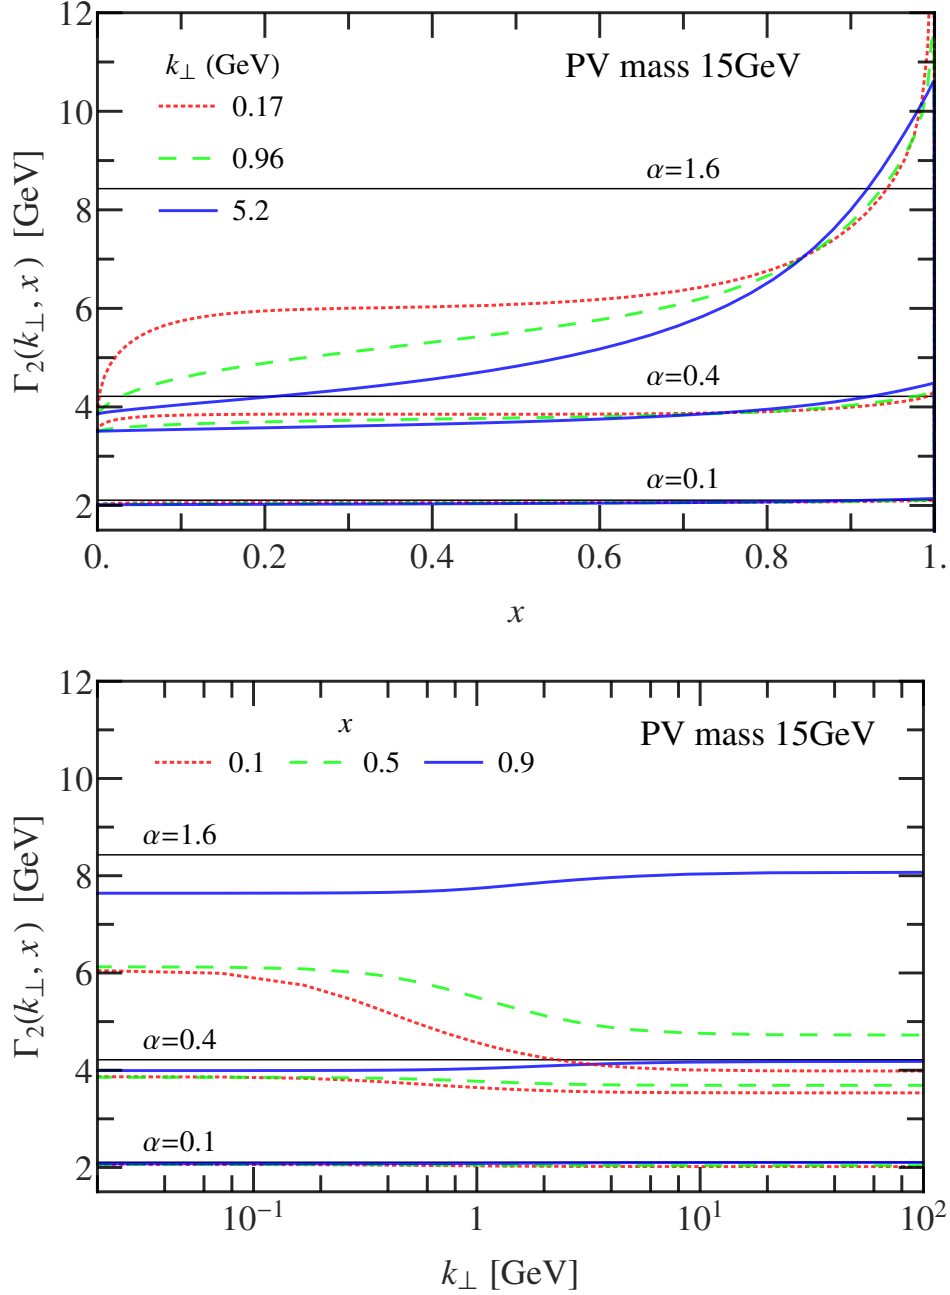 12
10
8
6
4
2
Γ₂(k⊥, x) [GeV]
k⊥ (GeV)
0.17
0.96
5.2
PV mass 15GeV
α=1.6
α=0.4
α=0.1
0. 0.2 0.4 0.6 0.8 1.
x
12
10
8
6
4
2
Γ₂(k⊥, x) [GeV]
x
0.1 0.5 0.9
PV mass 15GeV
α=1.6
α=0.4
α=0.1
10⁻¹ 1 10¹ 10²
k⊥ [GeV]